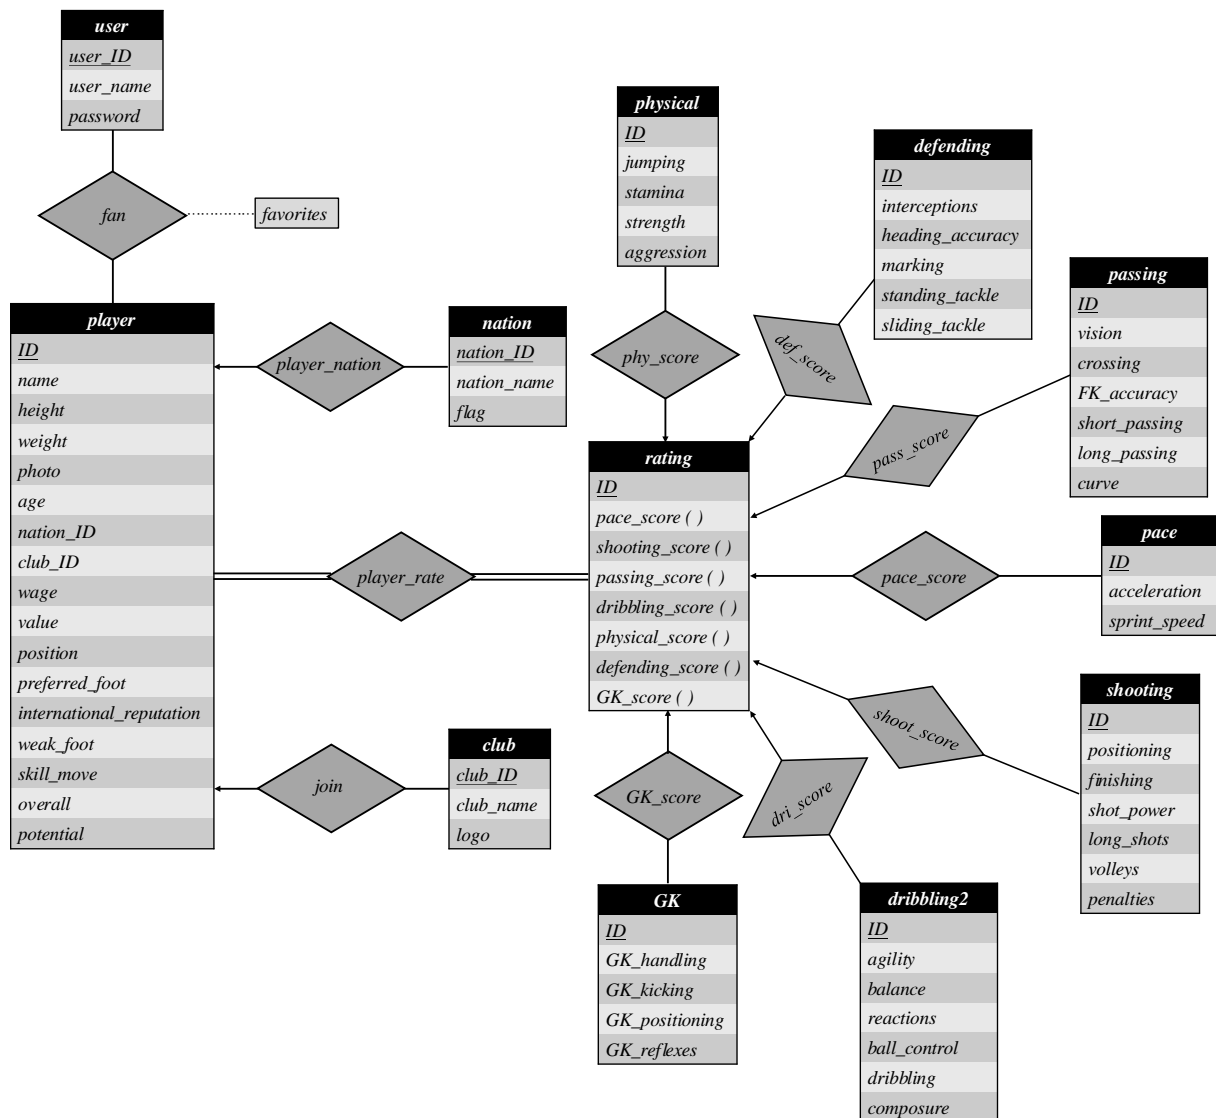 user
user_ID
user_name
password
fan
favorites
player
ID
name
height
weight
photo
age
nation_ID
club_ID
wage
value
position
preferred_foot
international_reputation
weak_foot
skill_move
overall
potential
player_nation
nation
nation_ID
nation_name
flag
player_rate
join
club
club_ID
club_name
logo
physical
ID
jumping
stamina
strength
aggression
phy_score
defending
ID
interceptions
heading_accuracy
marking
standing_tackle
sliding_tackle
def_score
passing
ID
vision
crossing
FK_accuracy
short_passing
long_passing
curve
pass_score
rating
ID
pace_score ( )
shooting_score ( )
passing_score ( )
dribbling_score ( )
physical_score ( )
defending_score ( )
GK_score ( )
pace_score
pace
ID
acceleration
sprint_speed
shoot_score
shooting
ID
positioning
finishing
shot_power
long_shots
volleys
penalties
GK_score
GK
ID
GK_handling
GK_kicking
GK_positioning
GK_reflexes
dri_score
dribbling2
ID
agility
balance
reactions
ball_control
dribbling
composure